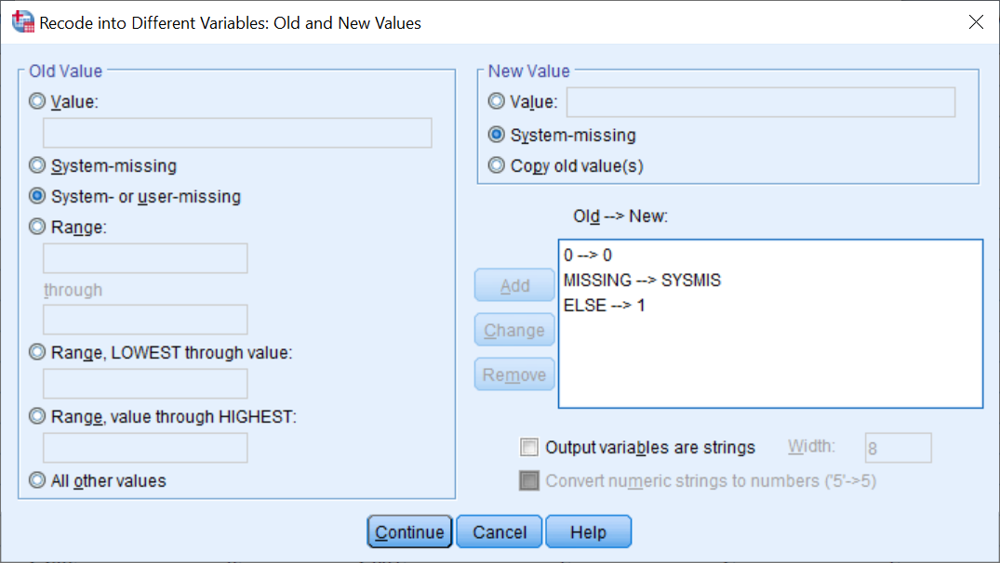 Recode into Different Variables: Old and New Values
Old Value
Value:
System-missing
System- or user-missing
Range:
through
Range, LOWEST through value:
Range, value through HIGHEST:
All other values
New Value
Value:
System-missing
Copy old value(s)
Old --> New:
0 --> 0
MISSING --> SYSMIS
ELSE --> 1
Add
Change
Remove
Output variables are strings
Width:
8
Convert numeric strings to numbers ('5'->5)
Continue
Cancel
Help